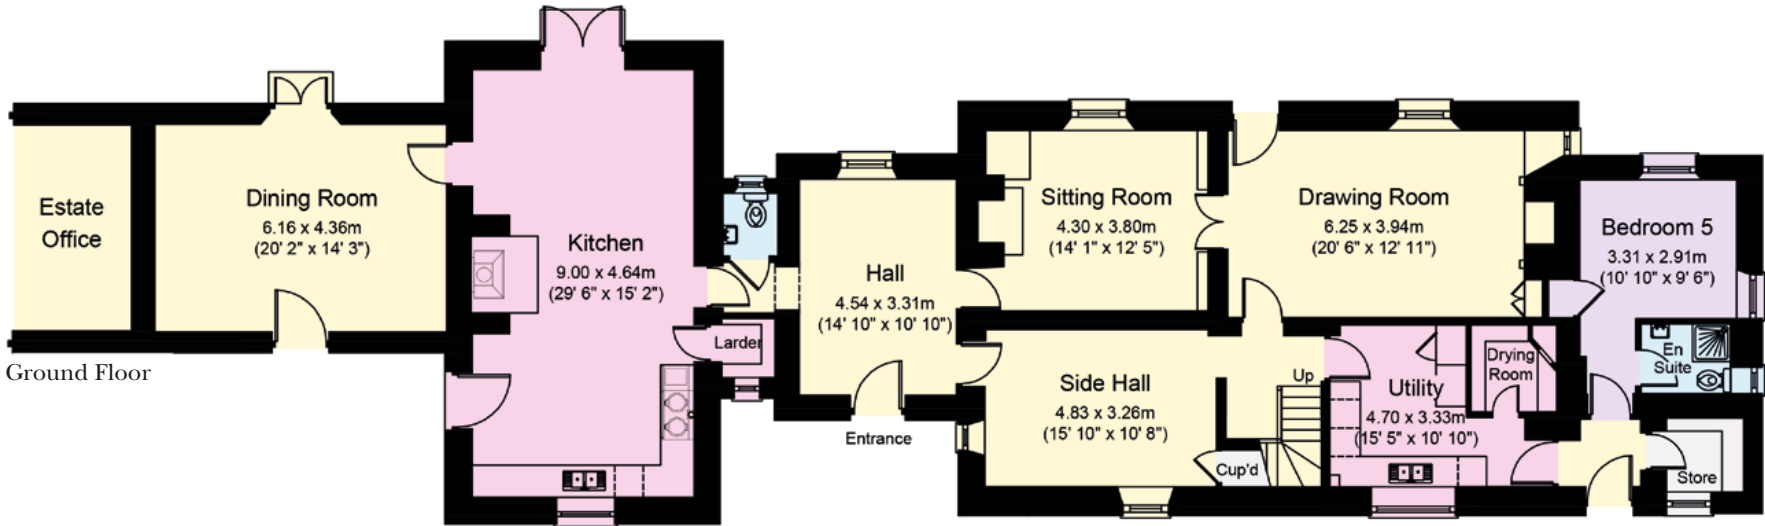 Estate
Office
Dining Room
6.16 x 4.36m
(20' 2" x 14' 3")
Kitchen
9.00 x 4.64m
(29' 6" x 15' 2")
Larder
Hall
4.54 x 3.31m
(14' 10" x 10' 10")
Entrance
Sitting Room
4.30 x 3.80m
(14' 1" x 12' 5")
Drawing Room
6.25 x 3.94m
(20' 6" x 12' 11")
Bedroom 5
3.31 x 2.91m
(10' 10" x 9' 6")
En
Suite
Drying
Room
Side Hall
4.83 x 3.26m
(15' 10" x 10' 8")
Up
Cup'd
Utility
4.70 x 3.33m
(15' 5" x 10' 10")
Store
Ground Floor